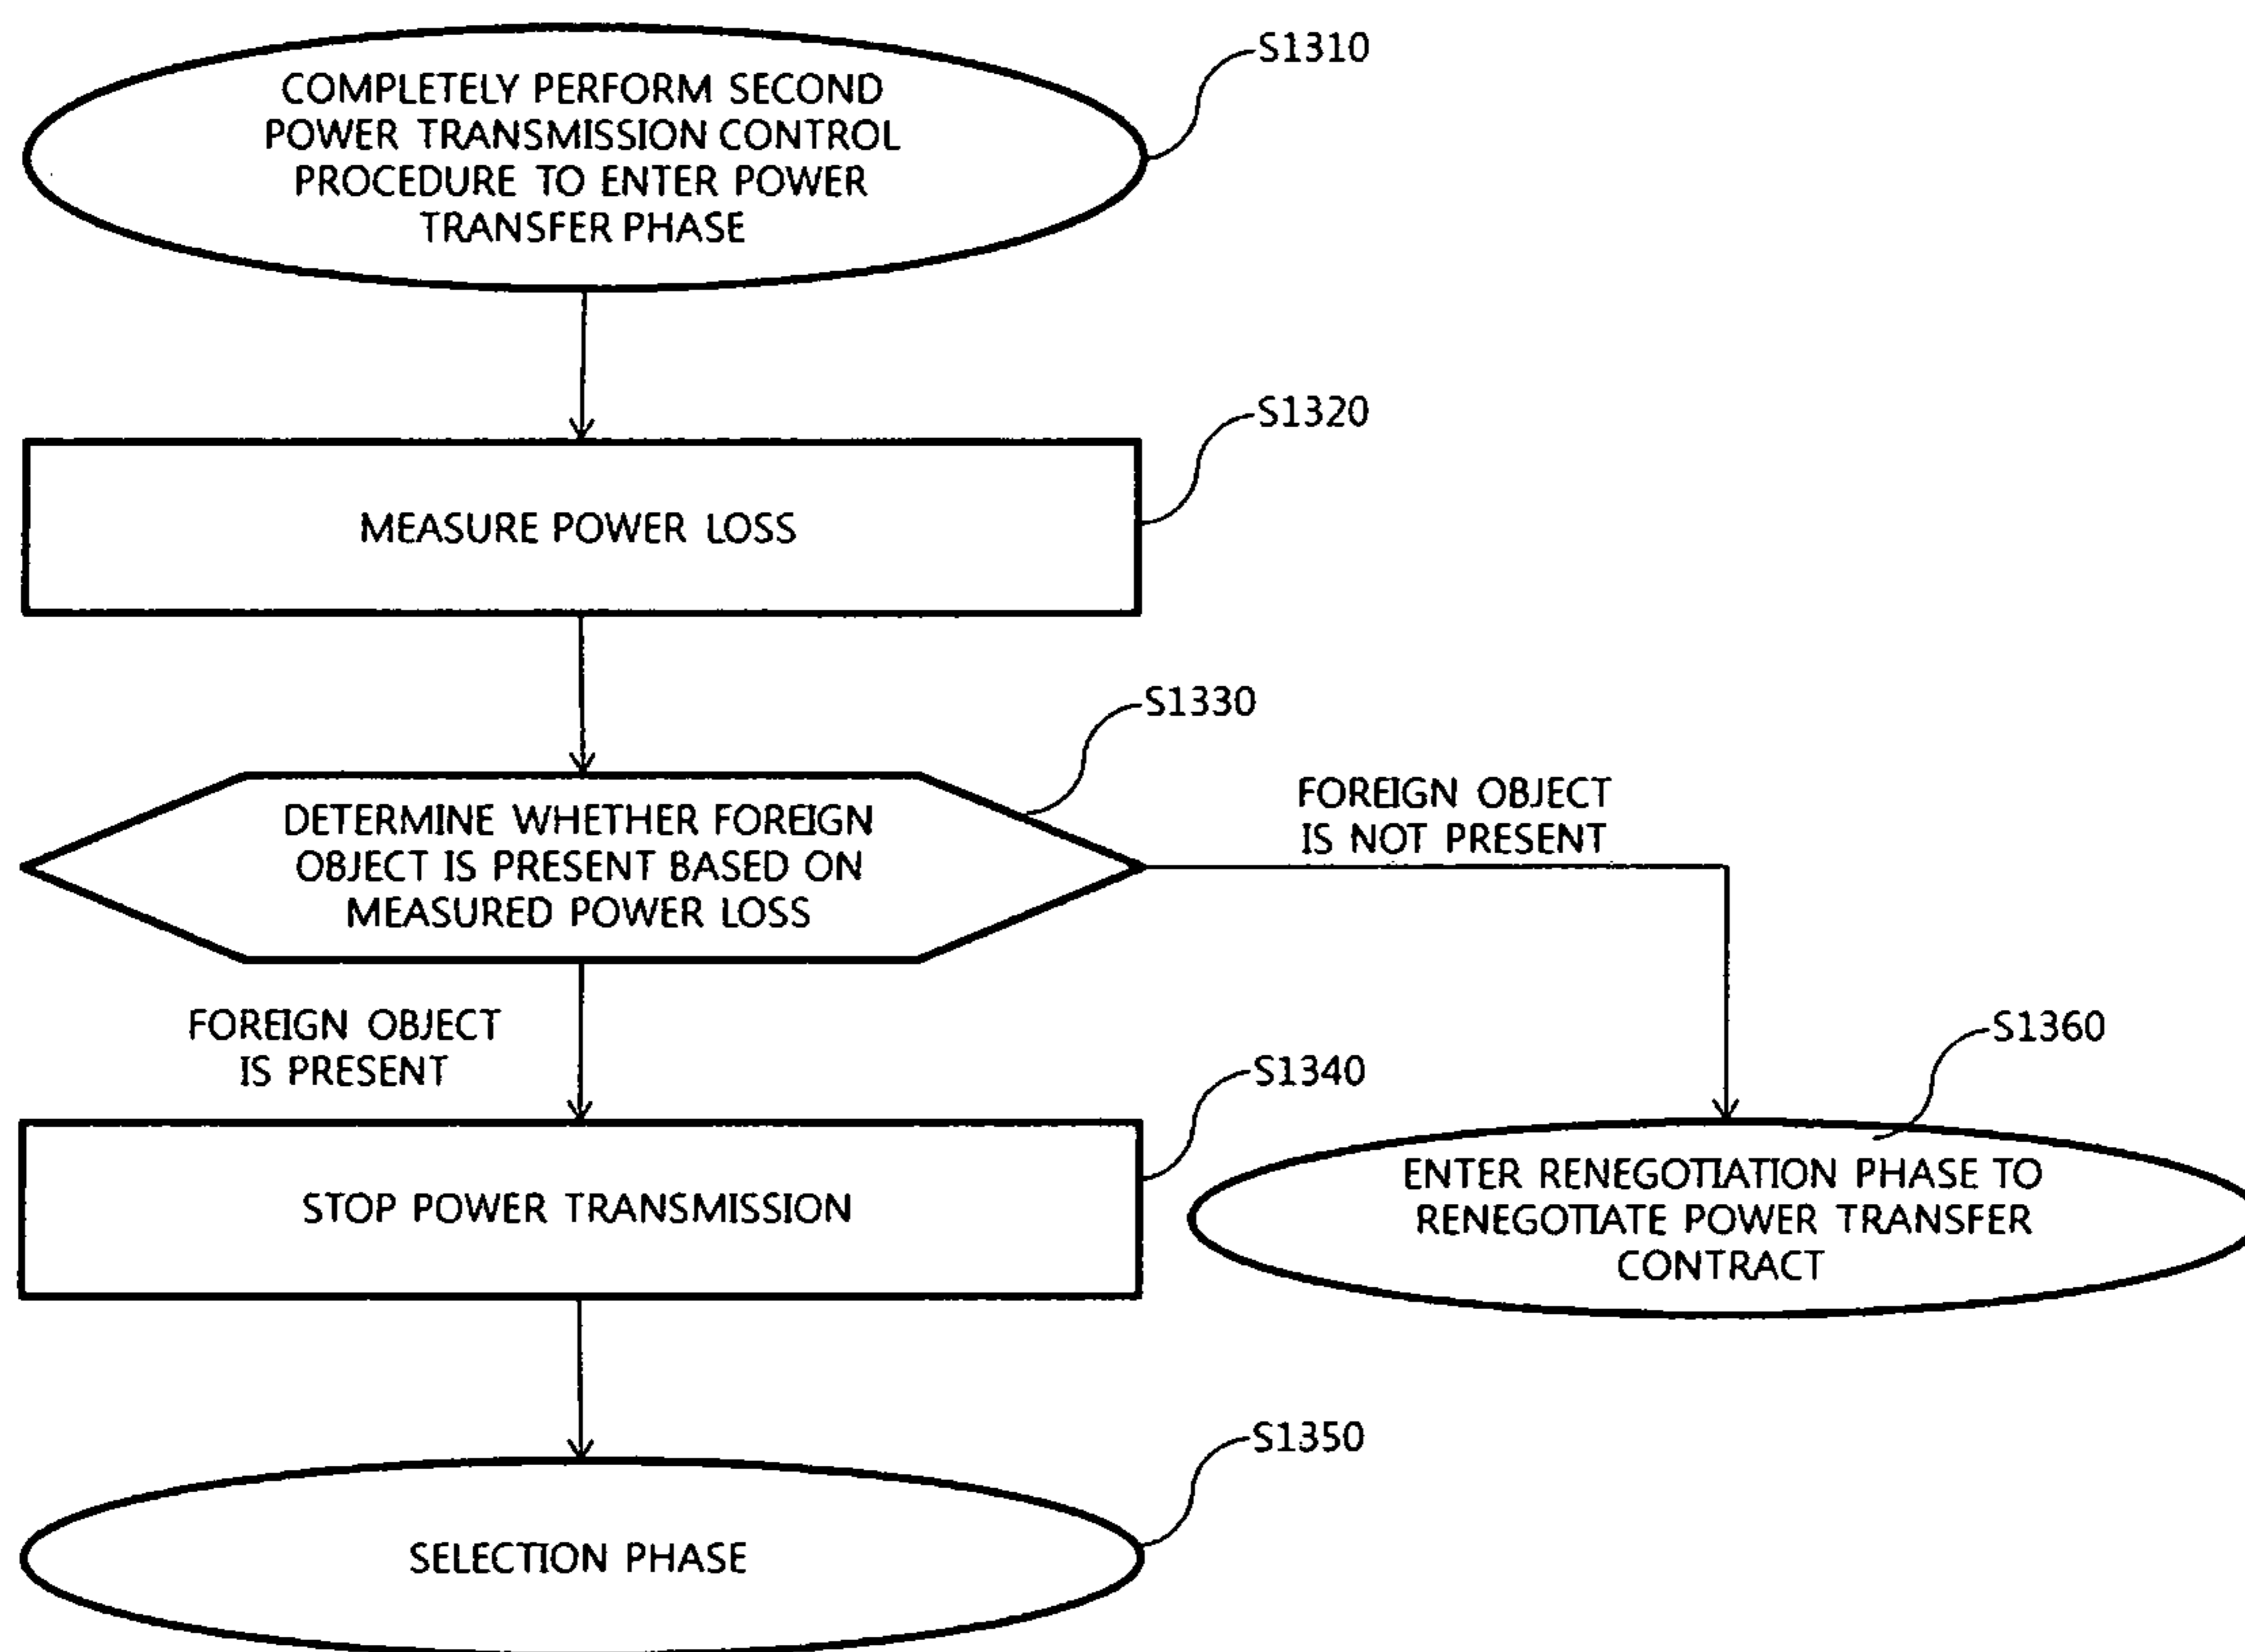 S1310
COMPLETELY PERFORM SECOND
POWER TRANSMISSION CONTROL
PROCEDURE TO ENTER POWER
TRANSFER PHASE
S1320
MEASURE POWER LOSS
S1330
DETERMINE WHETHER FOREIGN
OBJECT IS PRESENT BASED ON
MEASURED POWER LOSS
FOREIGN OBJECT
IS NOT PRESENT
FOREIGN OBJECT
IS PRESENT
S1340
STOP POWER TRANSMISSION
S1360
ENTER RENEGOTIATION PHASE TO
RENEGOTIATE POWER TRANSFER
CONTRACT
S1350
SELECTION PHASE